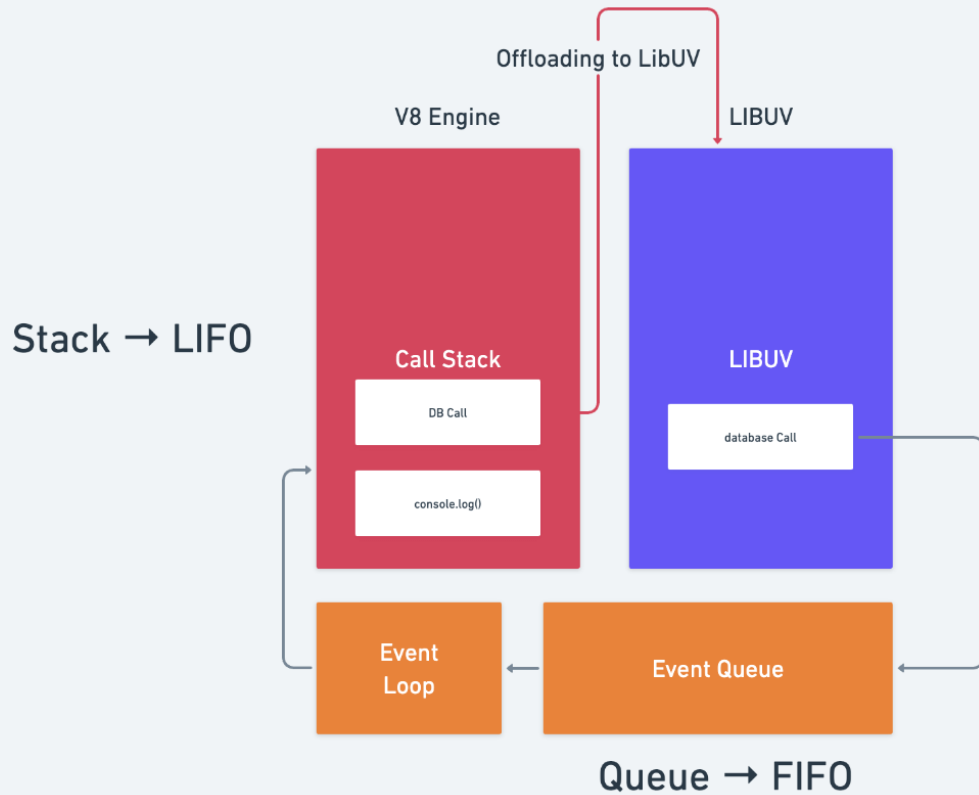 Offloading to LibUV
V8 Engine
LIBUV
Stack → LIFO
Call Stack
DB Call
console.log()
LIBUV
database Call
Event
Loop
Event Queue
Queue → FIFO